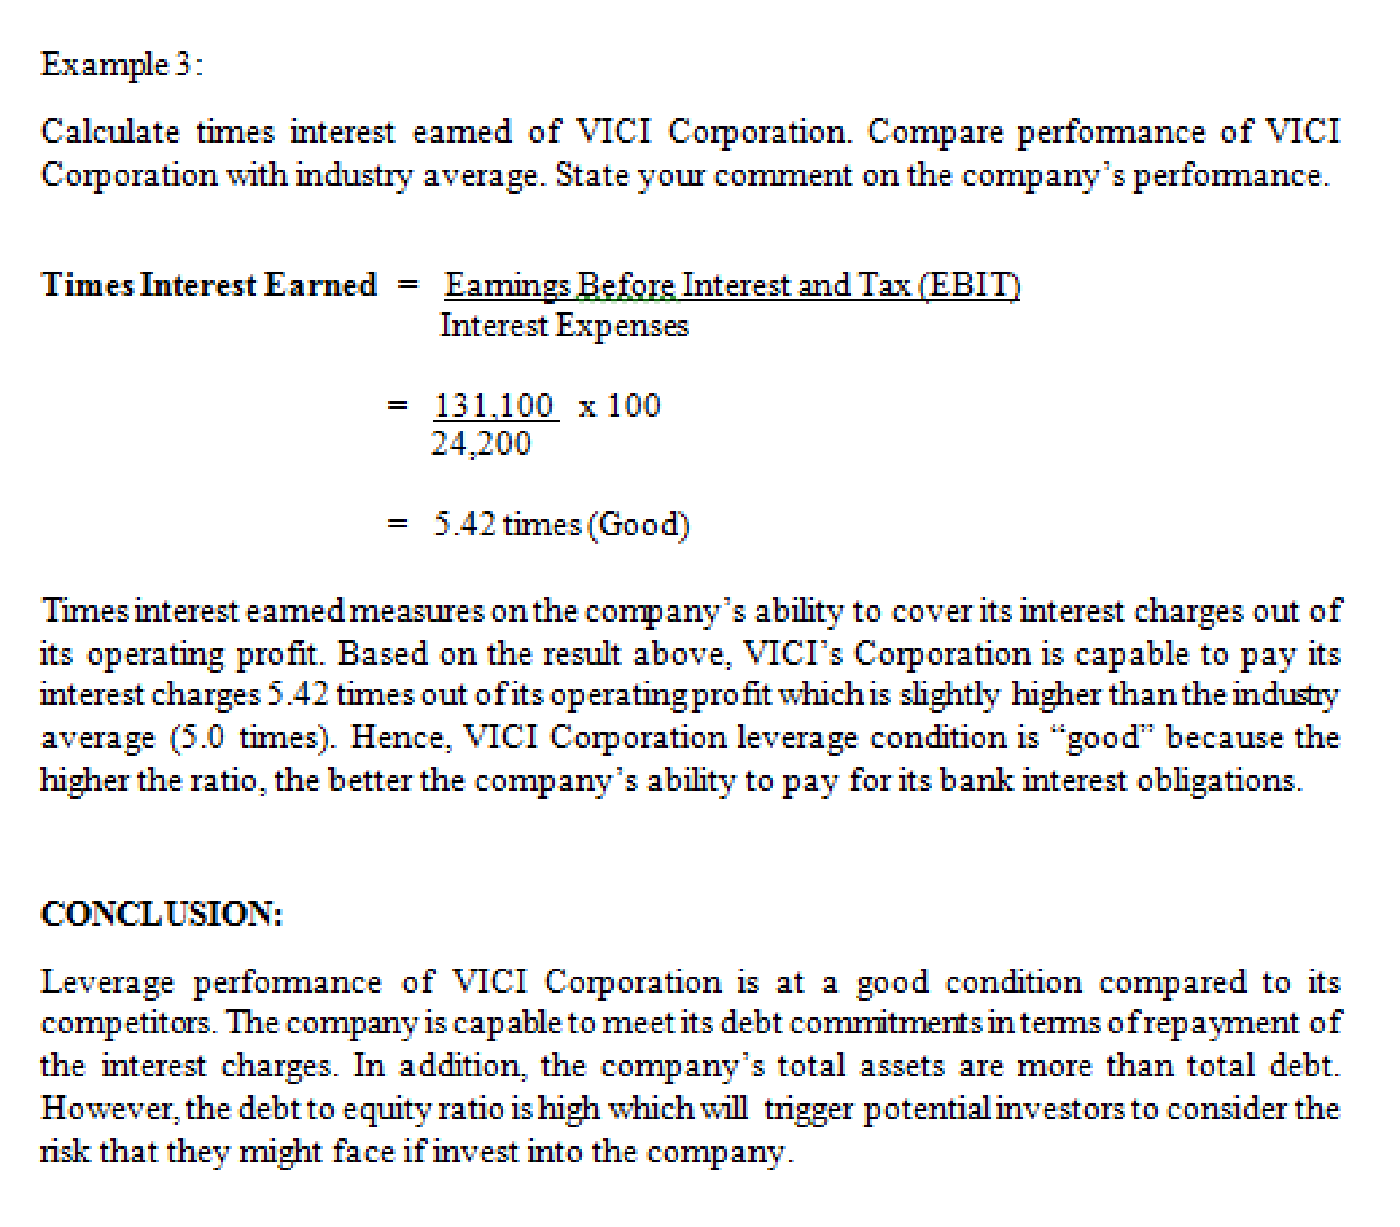 Example 3:
Calculate times interest earned of VICI Corporation. Compare performance of VICI
Corporation with industry average. State your comment on the company's performance.
Times Interest Earned = Earnings Before Interest and Tax (EBIT)
Interest Expenses
= 131,100 x 100
24,200
= 5.42 times (Good)
Times interest earned measures on the company's ability to cover its interest charges out of
its operating profit. Based on the result above, VICI's Corporation is capable to pay its
interest charges 5.42 times out of its operating profit which is slightly higher than the industry
average (5.0 times). Hence, VICI Corporation leverage condition is “good” because the
higher the ratio, the better the company's ability to pay for its bank interest obligations.
CONCLUSION:
Leverage performance of VICI Corporation is at a good condition compared to its
competitors. The company is capable to meet its debt commitments in terms of repayment of
the interest charges. In addition, the company's total assets are more than total debt.
However, the debt to equity ratio is high which will trigger potential investors to consider the
risk that they might face if invest into the company.